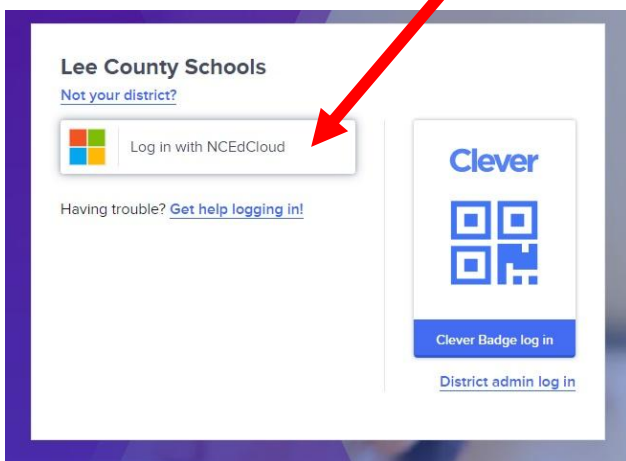 Lee County Schools
Not your district?
Log in with NCEdCloud
Having trouble? Get help logging in!
Clever
Clever Badge log in
District admin log in